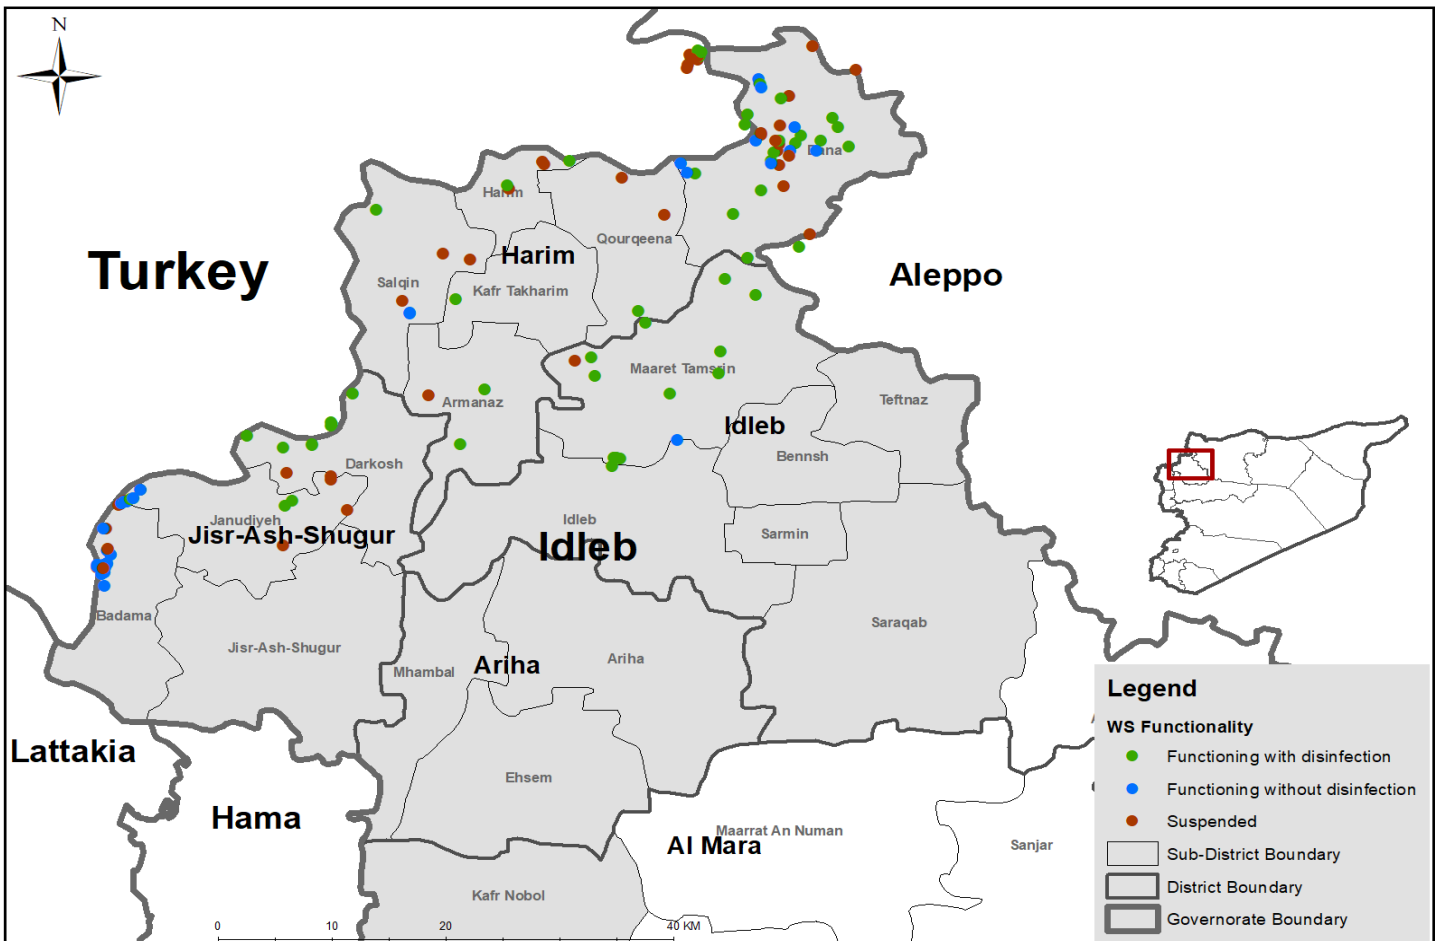 N
Dana
Harim
Qourqeena
Harim
Turkey
Aleppo
Salqin
Kafr Takharim
Maaret Tamsrin
Teftnaz
Armanaz
Idleb
Bennsh
Darkosh
Janudiyeh
Idleb
Jisr-Ash-Shugur
Idleb
Sarmin
Badama
Saraqab
Jisr-Ash-Shugur
Ariha
Ariha
Mhambal
Lattakia
Ehsem
Hama
Maarrat An Numan
Al Mara
Sanjar
Kafr Nobol
0 10 20 40 KM
Legend
WS Functionality
Functioning with disinfection
Functioning without disinfection
Suspended
Sub-District Boundary
District Boundary
Governorate Boundary